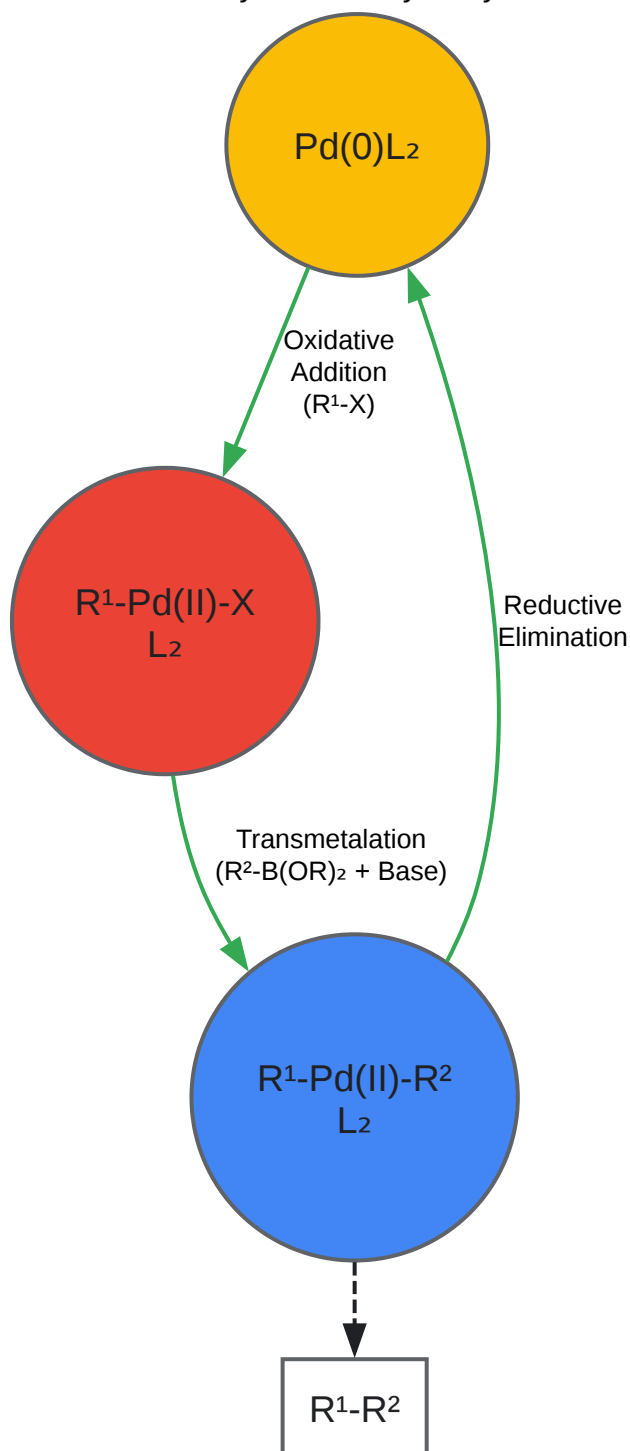 Pd(0)L₂
Oxidative
Addition
(R¹-X)
R¹-Pd(II)-X
L₂
Reductive
Elimination
Transmetalation
(R²-B(OR)₂ + Base)
R¹-Pd(II)-R²
L₂
R¹-R²